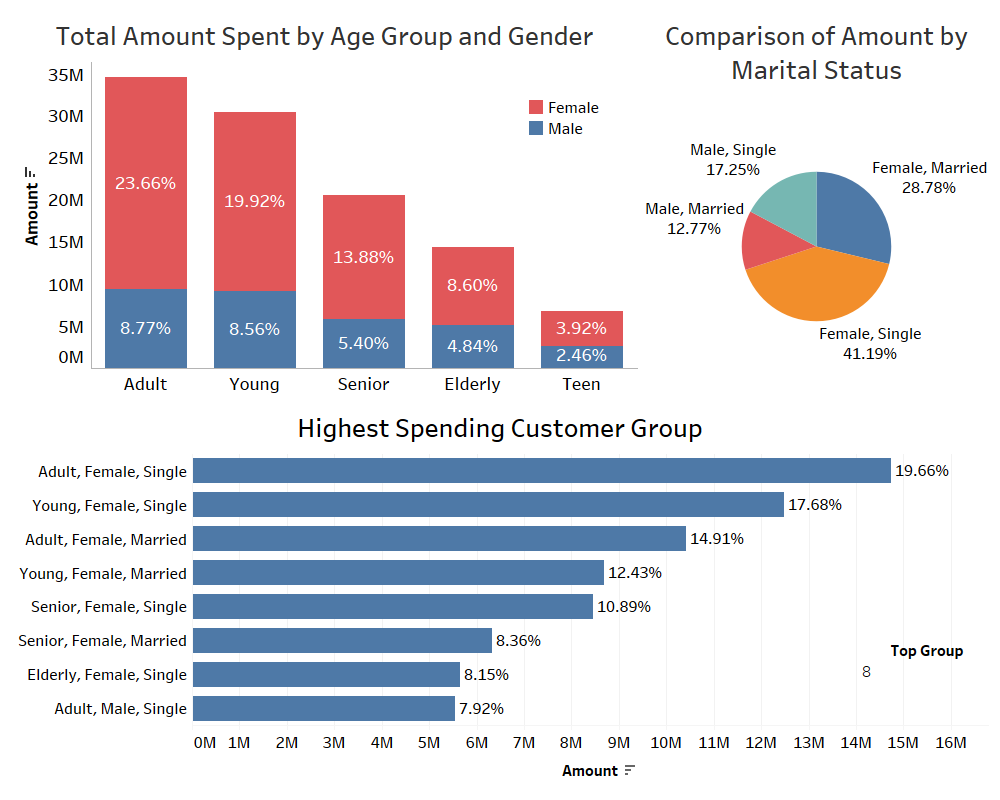 Total Amount Spent by Age Group and Gender
Comparison of Amount by
Marital Status
35M
30M
25M
20M
15M
10M
5M
0M
Amount
Female
Male
23.66%
19.92%
13.88%
8.60%
3.92%
8.77%
8.56%
5.40%
4.84%
2.46%
Adult
Young
Senior
Elderly
Teen
Male, Single
17.25%
Female, Married
28.78%
Male, Married
12.77%
Female, Single
41.19%
Highest Spending Customer Group
Adult, Female, Single 19.66%
Young, Female, Single 17.68%
Adult, Female, Married 14.91%
Young, Female, Married 12.43%
Senior, Female, Single 10.89%
Senior, Female, Married 8.36%
Elderly, Female, Single 8.15%
Adult, Male, Single 7.92%
Top Group
8
0M 1M 2M 3M 4M 5M 6M 7M 8M 9M 10M 11M 12M 13M 14M 15M 16M
Amount